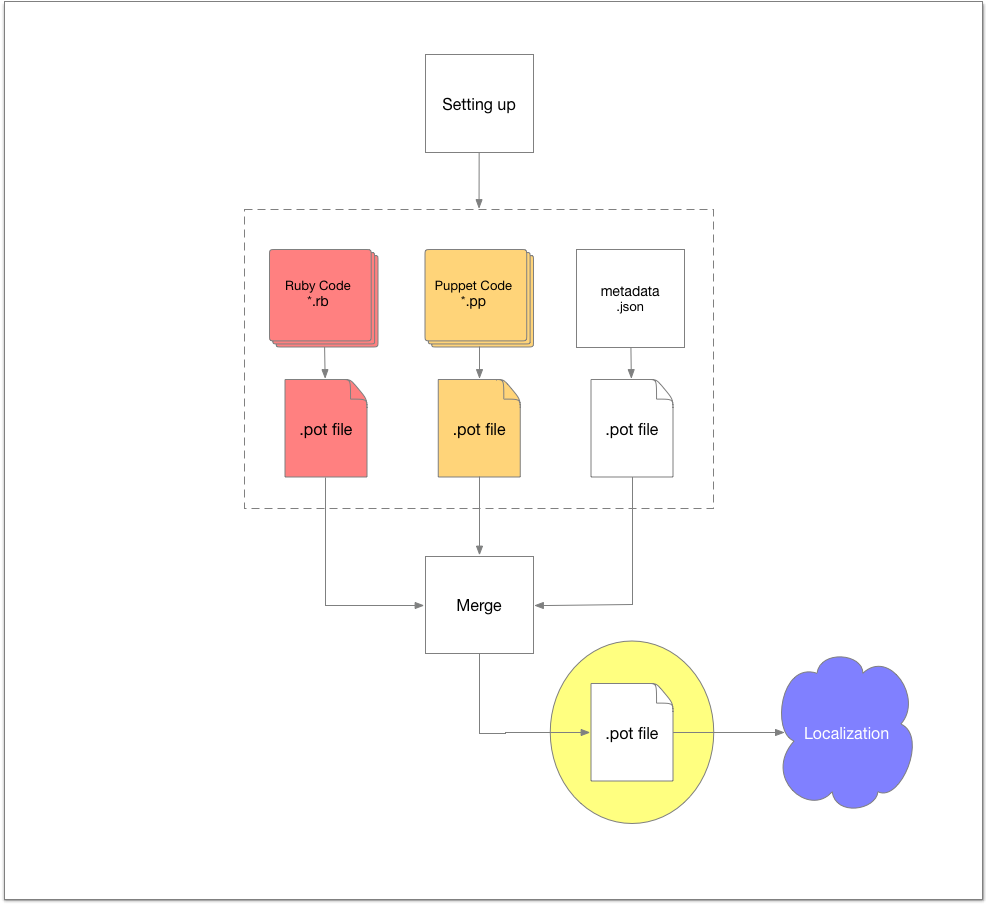 Setting up
Ruby Code
*.rb
Puppet Code
*.pp
metadata
.json
.pot file
.pot file
.pot file
Merge
.pot file
Localization